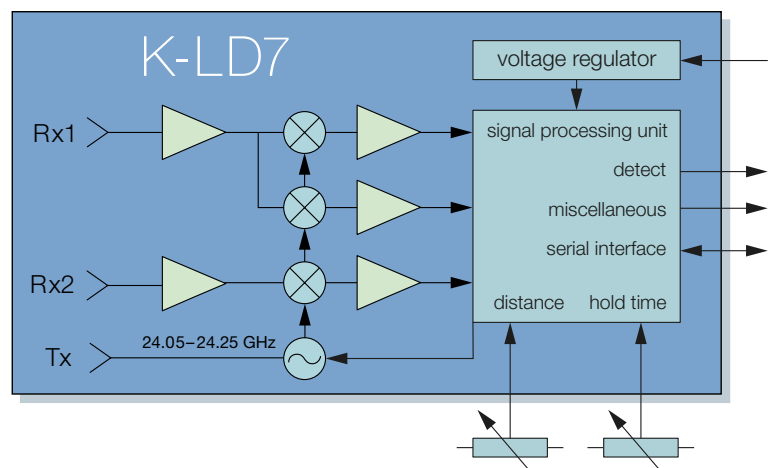 K-LD7
voltage regulator
Rx1
signal processing unit
detect
miscellaneous
serial interface
Rx2
distance hold time
24.05–24.25 GHz
Tx